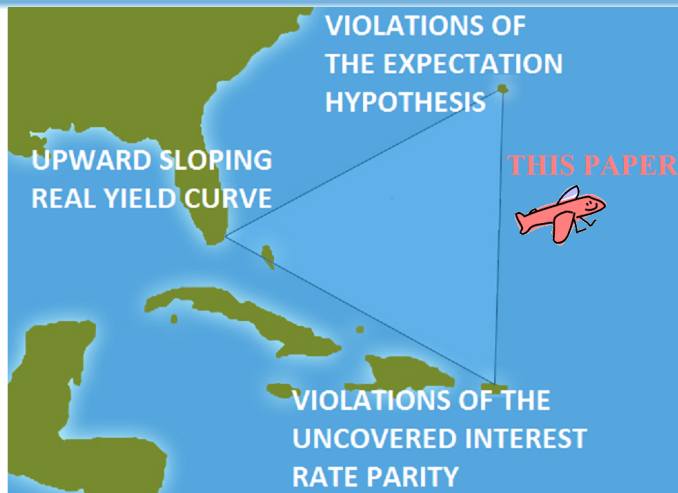 VIOLATIONS OF
THE EXPECTATION
HYPOTHESIS
UPWARD SLOPING
REAL YIELD CURVE
THIS PAPER
VIOLATIONS OF THE
UNCOVERED INTEREST
RATE PARITY